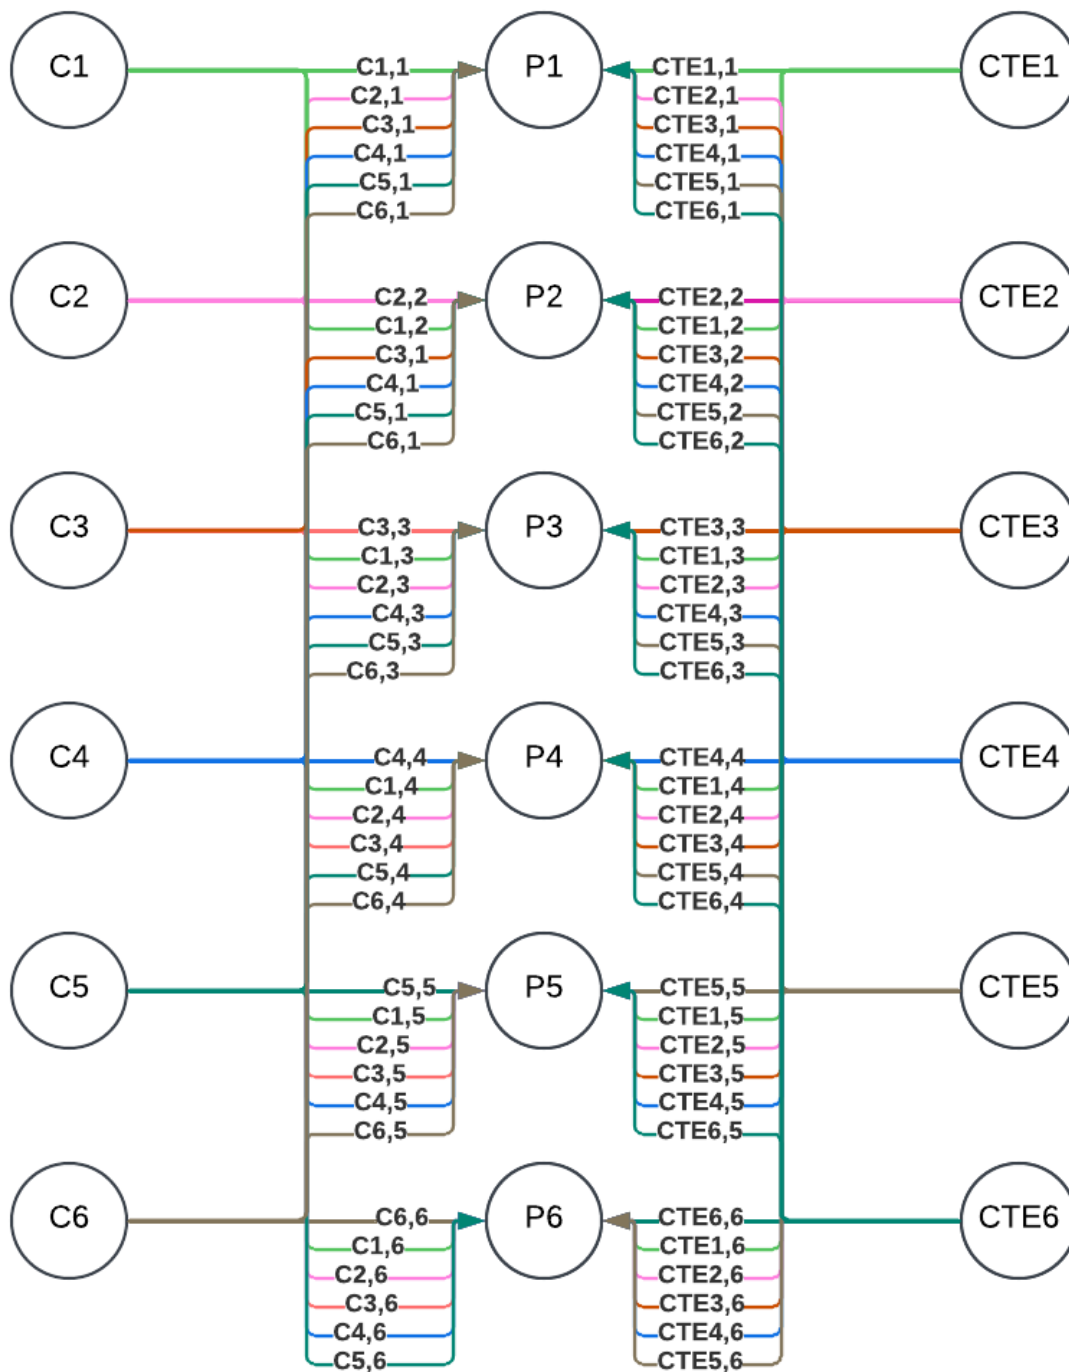 C1 C1,1 P1 CTE1,1 CTE1
C2,1 CTE2,1
C3,1 CTE3,1
C4,1 CTE4,1
C5,1 CTE5,1
C6,1 CTE6,1
C2 C2,2 P2 CTE2,2 CTE2
C1,2 CTE1,2
C3,1 CTE3,2
C4,1 CTE4,2
C5,1 CTE5,2
C6,1 CTE6,2
C3 C3,3 P3 CTE3,3 CTE3
C1,3 CTE1,3
C2,3 CTE2,3
C4,3 CTE4,3
C5,3 CTE5,3
C6,3 CTE6,3
C4 C4,4 P4 CTE4,4 CTE4
C1,4 CTE1,4
C2,4 CTE2,4
C3,4 CTE3,4
C5,4 CTE5,4
C6,4 CTE6,4
C5 C5,5 P5 CTE5,5 CTE5
C1,5 CTE1,5
C2,5 CTE2,5
C3,5 CTE3,5
C4,5 CTE4,5
C6,5 CTE6,5
C6 C6,6 P6 CTE6,6 CTE6
C1,6 CTE1,6
C2,6 CTE2,6
C3,6 CTE3,6
C4,6 CTE4,6
C5,6 CTE5,6